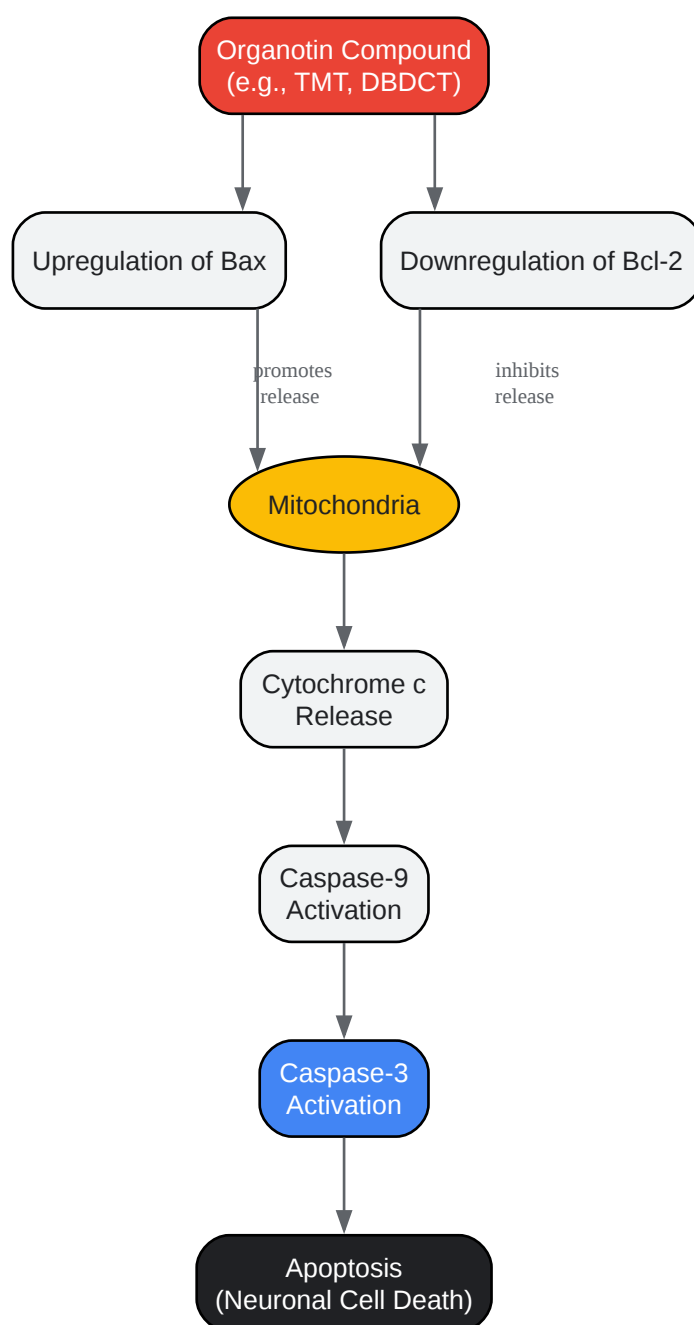 Organotin Compound
(e.g., TMT, DBDCT)
Upregulation of Bax
Downregulation of Bcl-2
promotes
release
inhibits
release
Mitochondria
Cytochrome c
Release
Caspase-9
Activation
Caspase-3
Activation
Apoptosis
(Neuronal Cell Death)